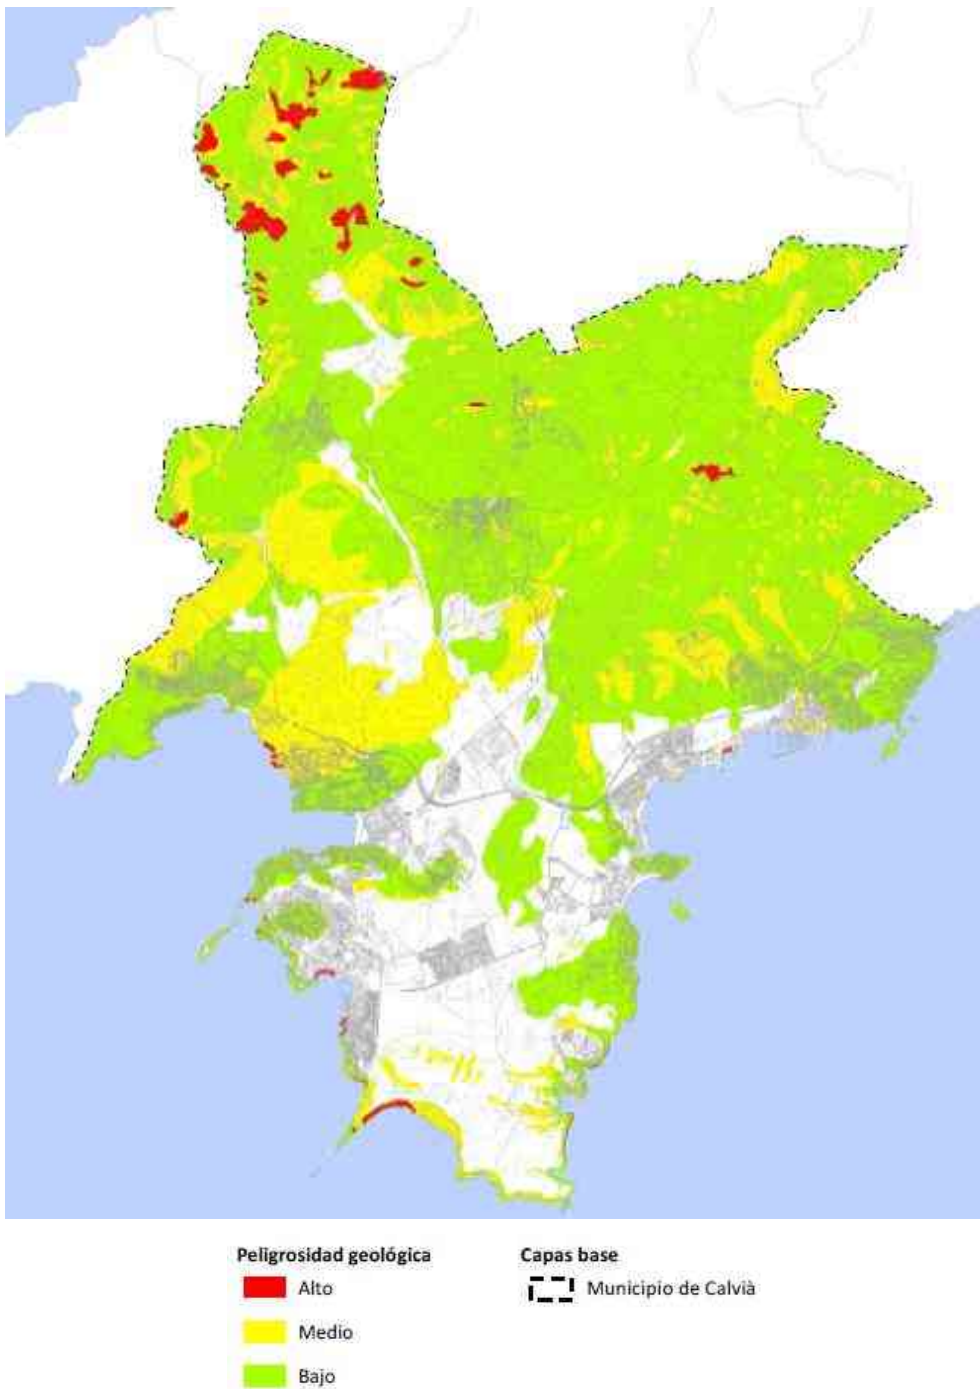 Peligrosidad geológica
Alto
Medio
Bajo
Capas base
Municipio de Calvià